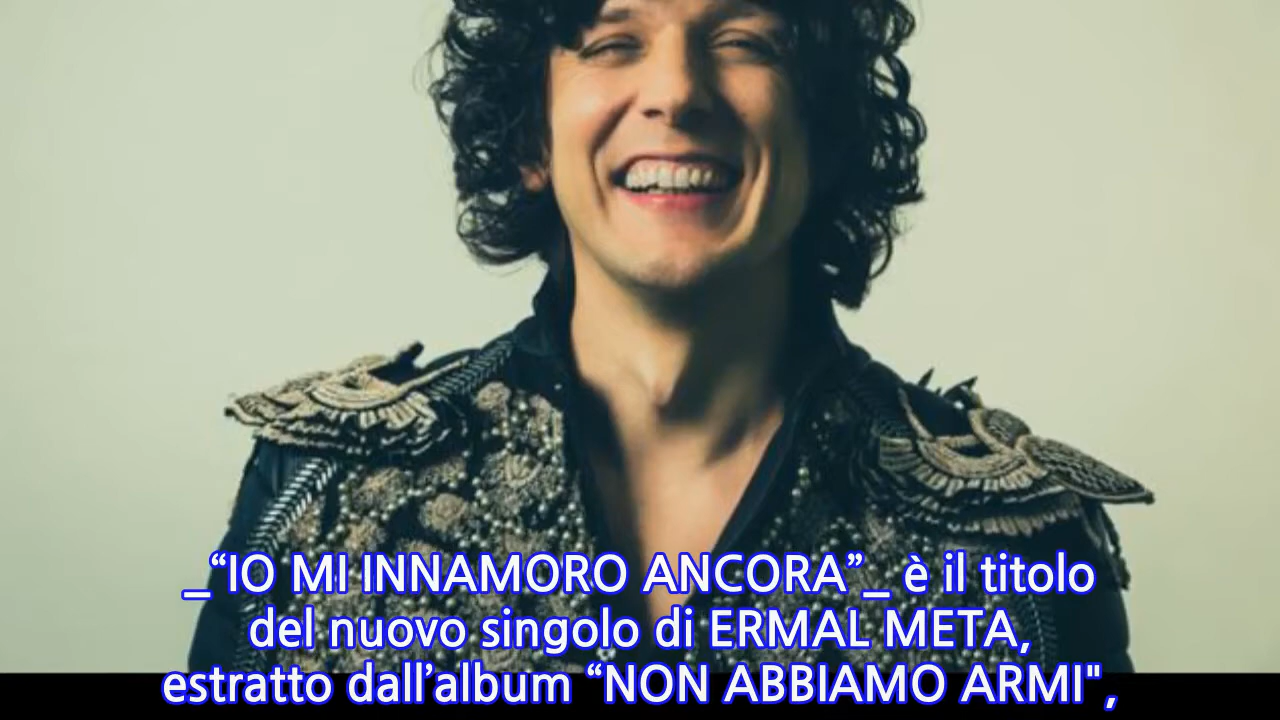 _“IO MI INNAMORO ANCORA”_ è il titolo
del nuovo singolo di ERMAL META,
estratto dall’album “NON ABBIAMO ARMI",